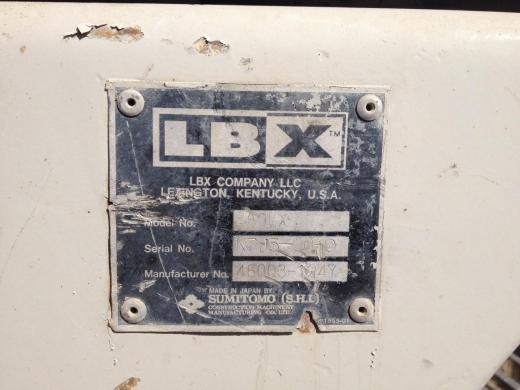 LBX™
LBX COMPANY LLC
LEXINGTON, KENTUCKY, U.S.A.
Model No.
Serial No.
Manufacturer No.
MADE IN JAPAN BY
SUMITOMO (S.H.I.)
CONSTRUCTION MACHINERY
MANUFACTURING CO., LTD.